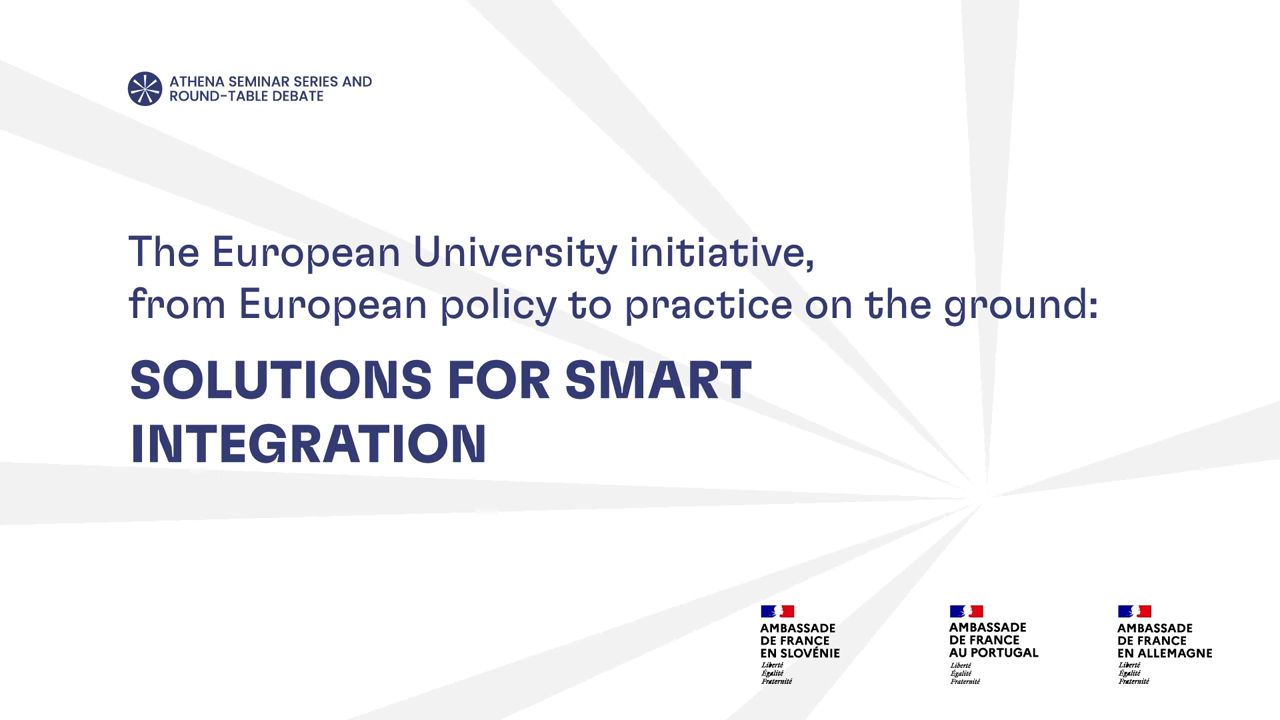 ATHENA SEMINAR SERIES AND
ROUND-TABLE DEBATE
The European University initiative,
from European policy to practice on the ground:
SOLUTIONS FOR SMART
INTEGRATION
AMBASSADE
DE FRANCE
EN SLOVÉNIE
Liberté
Égalité
Fraternité
AMBASSADE
DE FRANCE
AU PORTUGAL
Liberté
Égalité
Fraternité
AMBASSADE
DE FRANCE
EN ALLEMAGNE
Liberté
Égalité
Fraternité